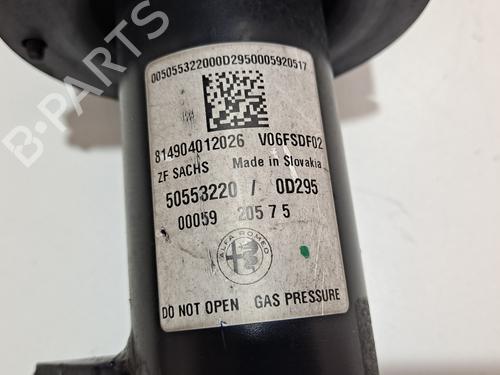 005055322000D2950005920517
814904012026 V06FSDF02
ZF SACHS Made in Slovakia
50553220 / 0D295
00059 20575
ALFA ROMEO
DO NOT OPEN GAS PRESSURE
B-PARTS